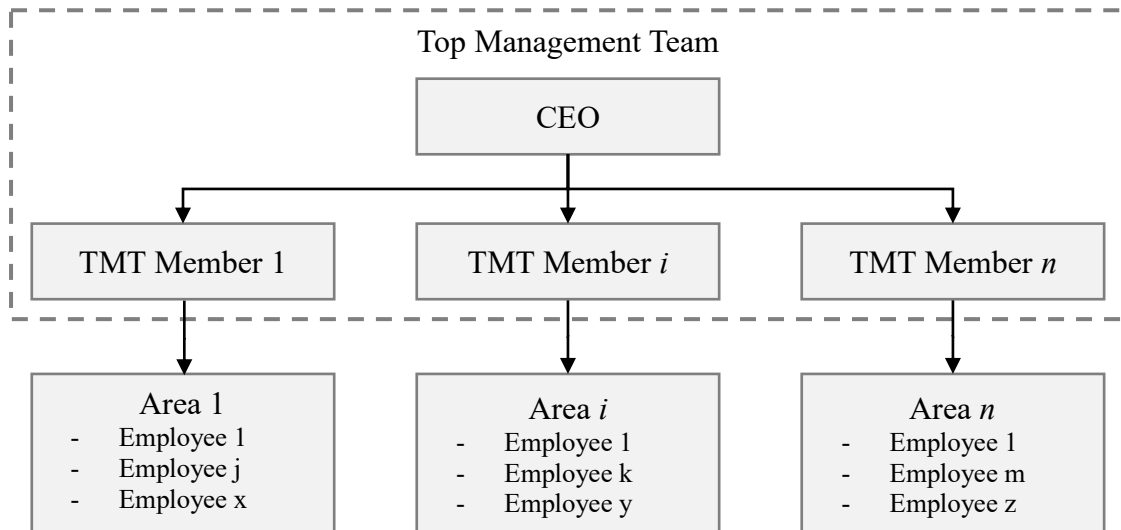 Top Management Team
CEO
TMT Member 1
TMT Member i
TMT Member n
Area 1
- Employee 1
- Employee j
- Employee x
Area i
- Employee 1
- Employee k
- Employee y
Area n
- Employee 1
- Employee m
- Employee z